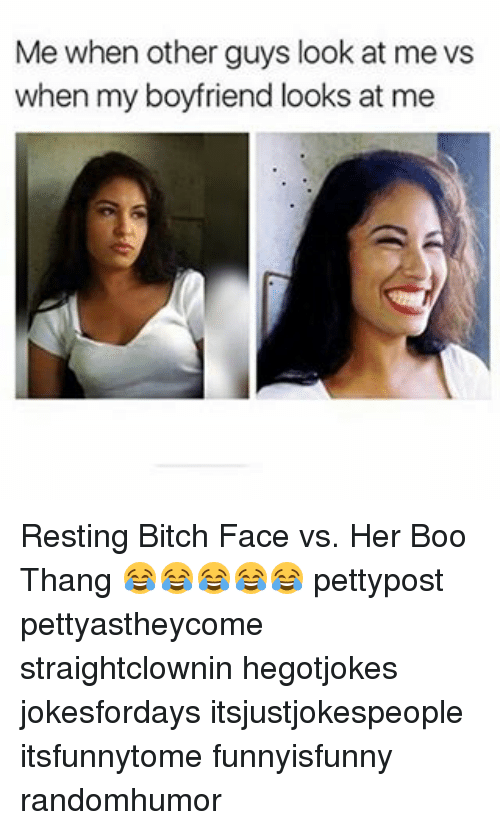 Me when other guys look at me vs
when my boyfriend looks at me
Resting Bitch Face vs. Her Boo
Thang 😂😂😂😂😂 pettypost
pettyastheycome
straightclownin hegotjokes
jokesfordays itsjustjokespeople
itsfunnytome funnyisfunny
randomhumor